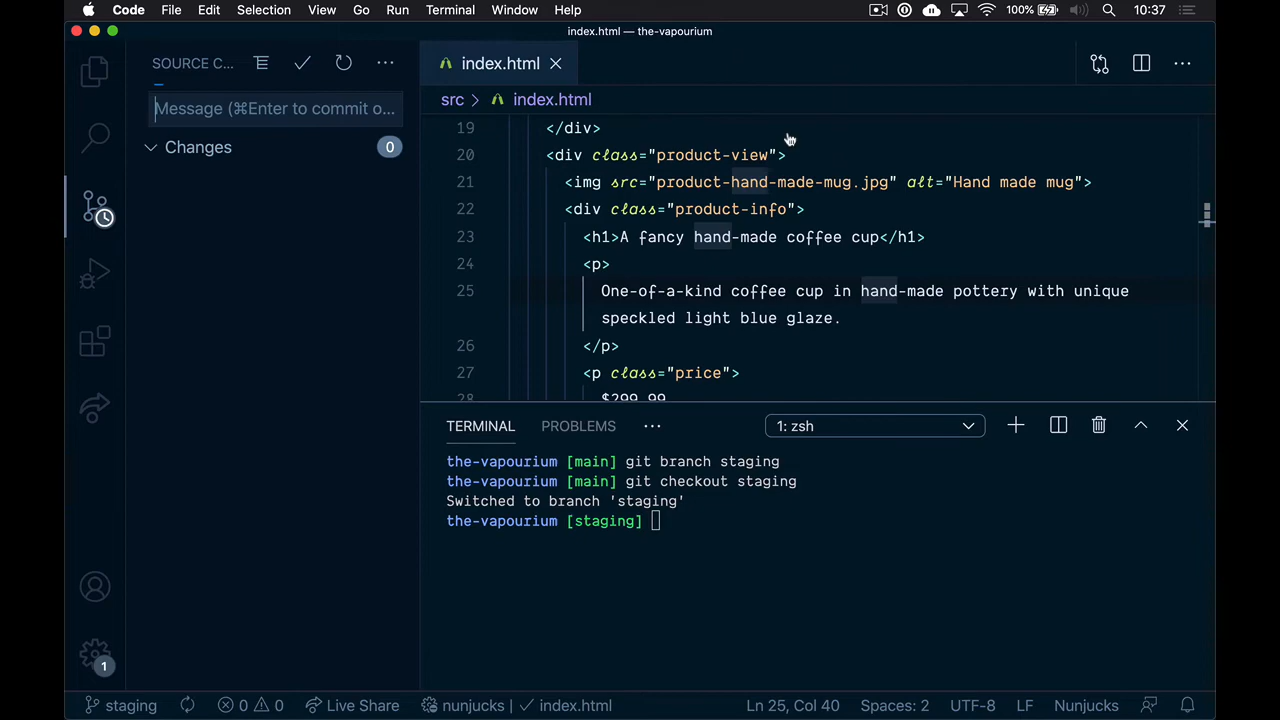 Code File Edit Selection View Go Run Terminal Window Help 100% 10:37
index.html — the-vapourium
SOURCE C...
index.html
Message (⌘Enter to commit o...
src > index.html
Changes 0
19 </div>
20 <div class="product-view">
21 <img src="product-hand-made-mug.jpg" alt="Hand made mug">
22 <div class="product-info">
23 <h1>A fancy hand-made coffee cup</h1>
24 <p>
25 One-of-a-kind coffee cup in hand-made pottery with unique
speckled light blue glaze.
26 </p>
27 <p class="price">
28 $299.99
TERMINAL PROBLEMS ... 1: zsh
the-vapourium [main] git branch staging
the-vapourium [main] git checkout staging
Switched to branch 'staging'
the-vapourium [staging]
1
staging 0 0 Live Share nunjucks | ✓ index.html Ln 25, Col 40 Spaces: 2 UTF-8 LF Nunjucks